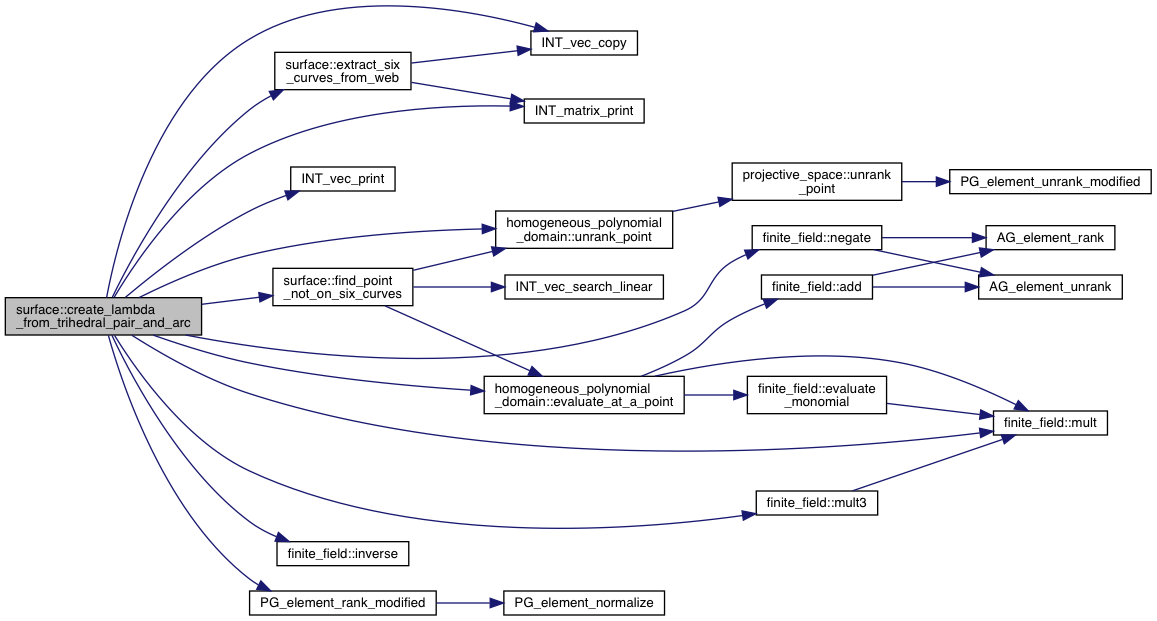 INT_vec_copy
surface::extract_six
_curves_from_web
INT_matrix_print
INT_vec_print
projective_space::unrank
_point
PG_element_unrank_modified
homogeneous_polynomial
_domain::unrank_point
finite_field::negate
AG_element_rank
surface::find_point
_not_on_six_curves
INT_vec_search_linear
finite_field::add
AG_element_unrank
surface::create_lambda
_from_trihedral_pair_and_arc
homogeneous_polynomial
_domain::evaluate_at_a_point
finite_field::evaluate
_monomial
finite_field::mult
finite_field::mult3
finite_field::inverse
PG_element_rank_modified
PG_element_normalize